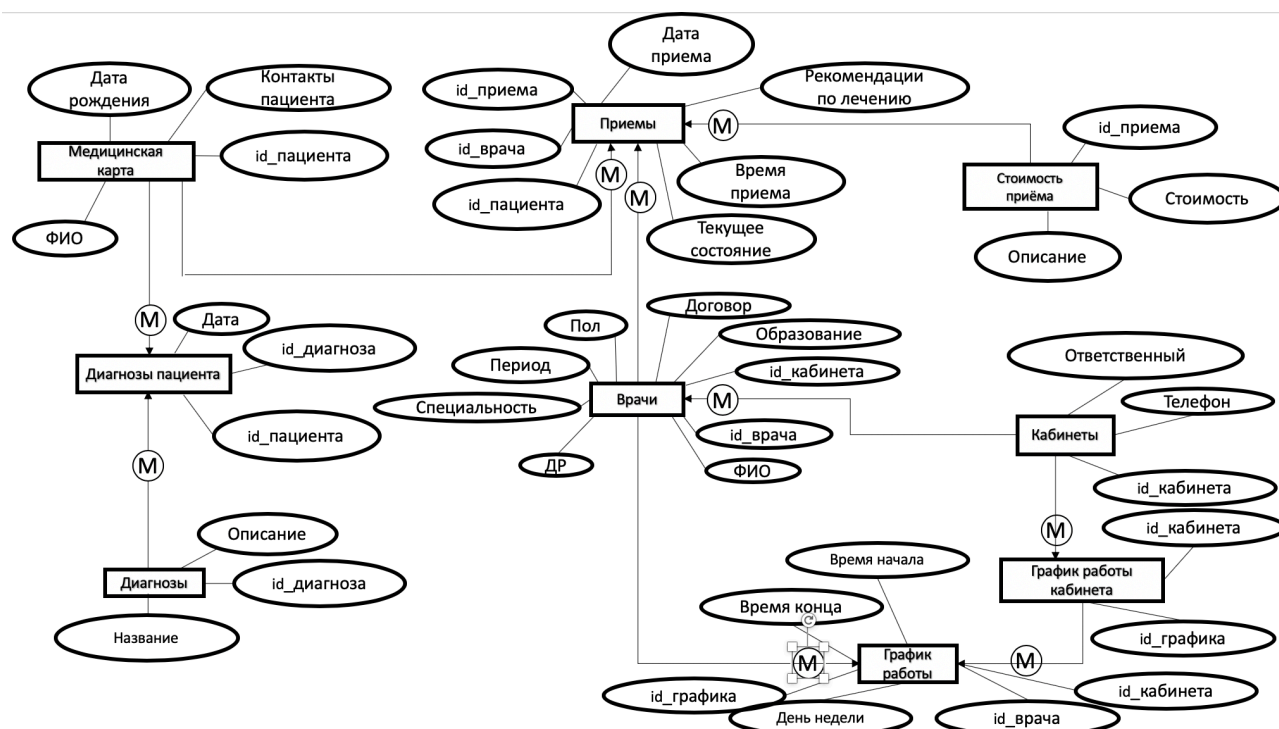 Дата
приема
Дата
рождения
Контакты
пациента
id_приема
Рекомендации
по лечению
Приемы
М
id_приема
Медицинская
карта
id_пациента
id_врача
М
Время
приема
Стоимость
приёма
Стоимость
id_пациента
М
ФИО
Текущее
состояние
Описание
М
Дата
Пол
Договор
Образование
id_диагноза
Ответственный
Диагнозы пациента
Период
id_кабинета
Врачи
М
Телефон
Специальность
id_пациента
id_врача
Кабинеты
М
ДР
ФИО
id_кабинета
Описание
М
id_кабинета
Диагнозы
id_диагноза
Время начала
График работы
кабинета
Название
Время конца
id_графика
М
График
работы
М
id_графика
id_кабинета
День недели
id_врача